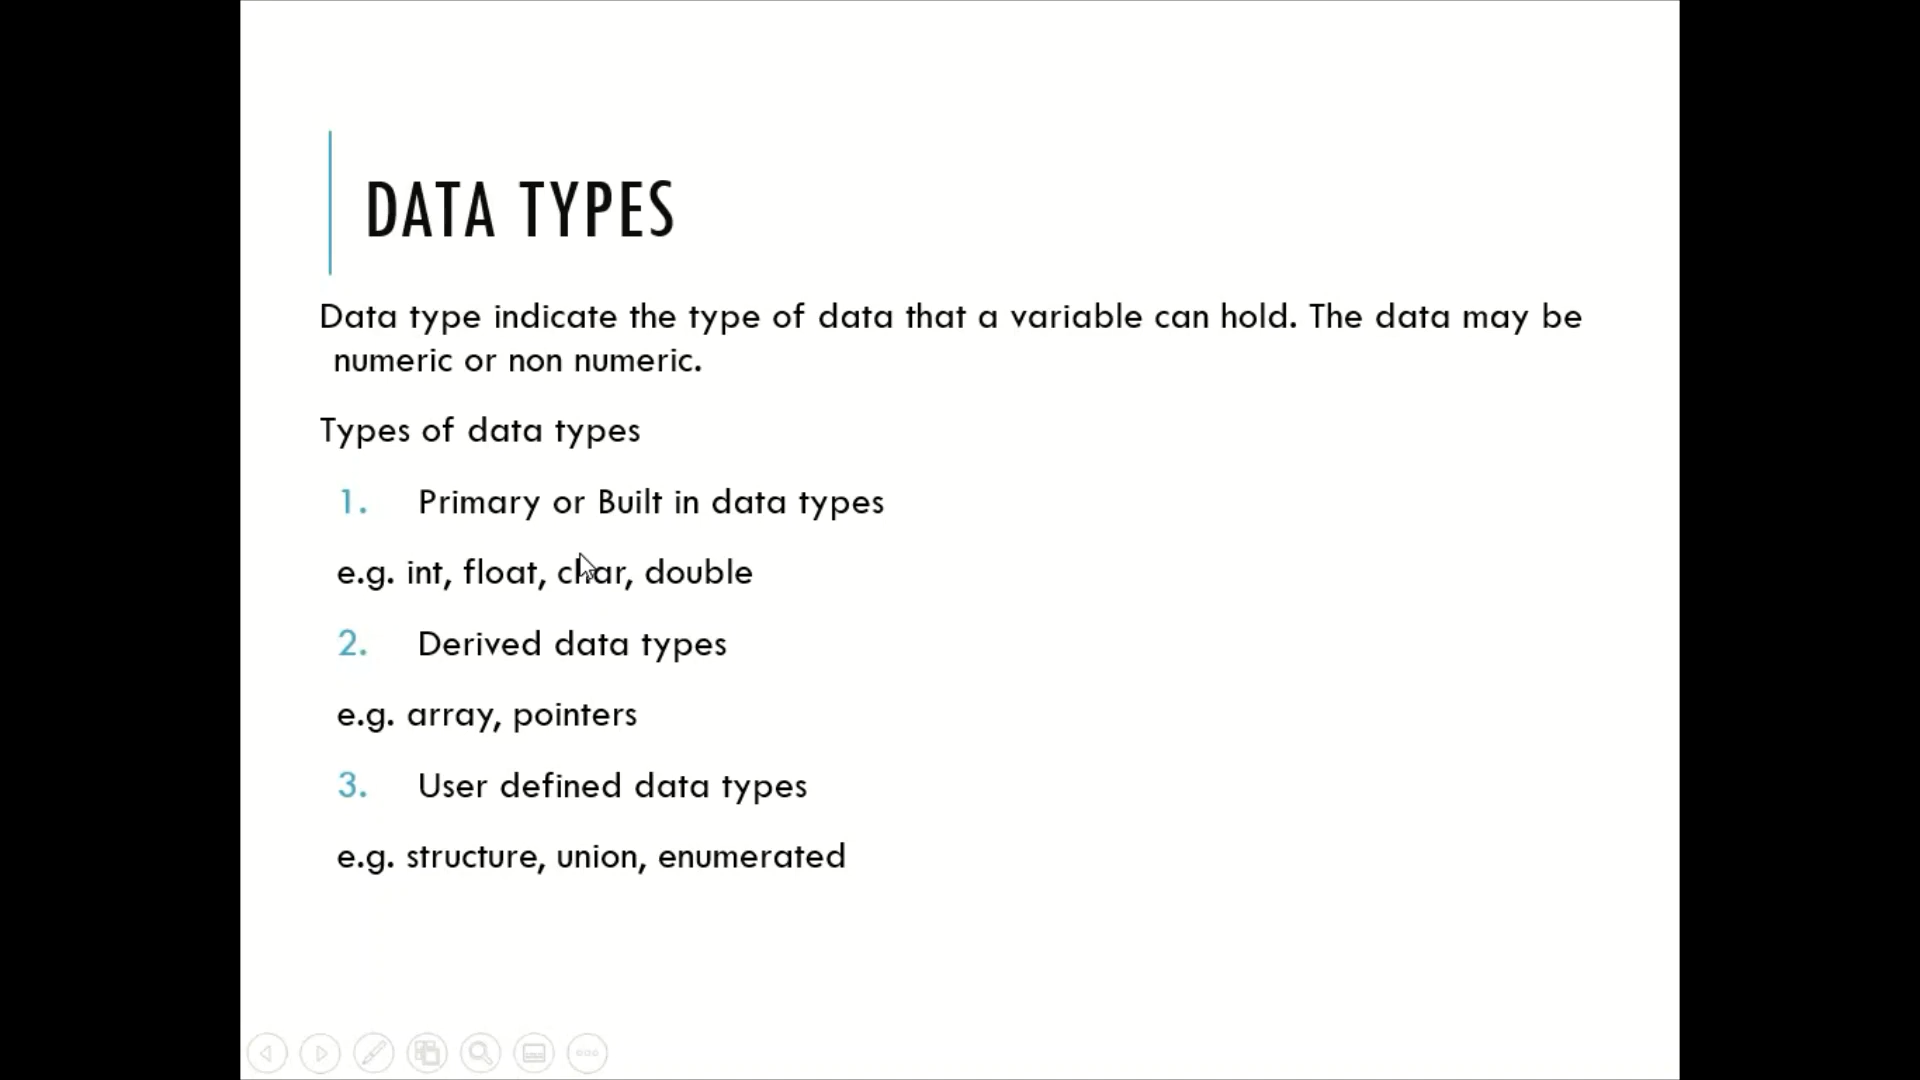 DATA TYPES
Data type indicate the type of data that a variable can hold. The data may be
numeric or non numeric.
Types of data types
1. Primary or Built in data types
e.g. int, float, char, double
2. Derived data types
e.g. array, pointers
3. User defined data types
e.g. structure, union, enumerated